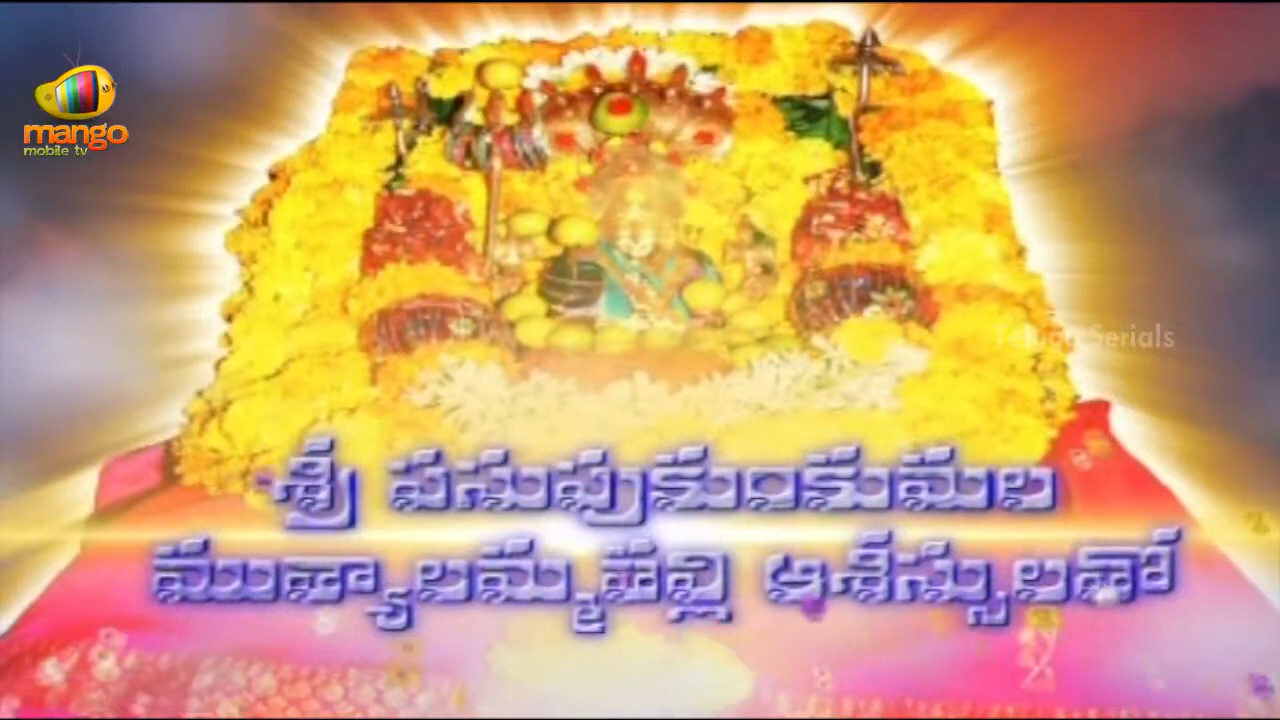 mango
mobile tv
Telugu Serials
శ్రీ పసుపుకుంకుమల
ముత్యాలమ్మతల్లి ఆశీస్సులతో